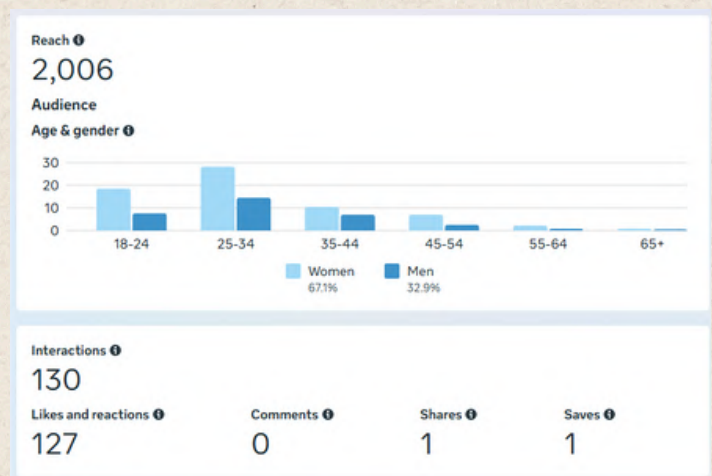 Reach
2,006
Audience
Age & gender
30
20
10
0
18-24 25-34 35-44 45-54 55-64 65+
Women Men
67.1% 32.9%
Interactions
130
Likes and reactions Comments Shares Saves
127 0 1 1